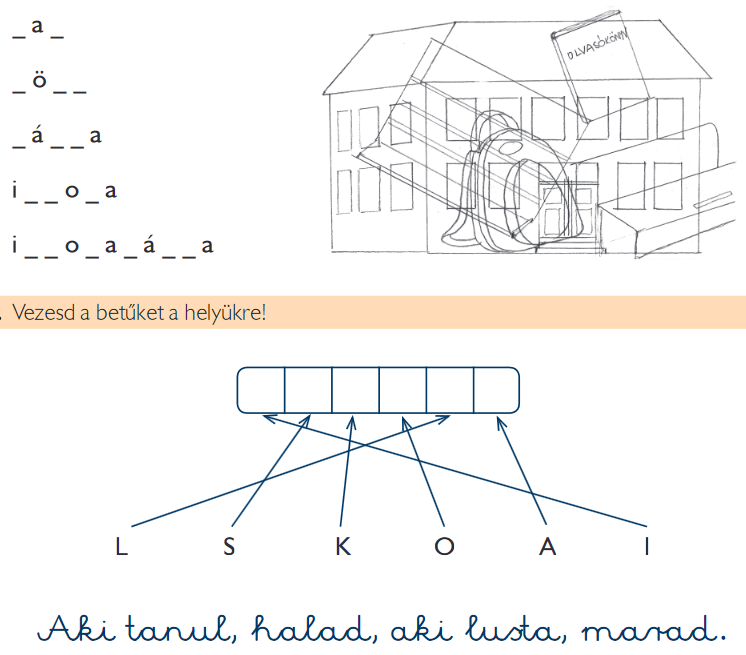 _ a _
_ ö _ _
_ á _ _ a
i _ _ o _ a
i _ _ o _ a _ á _ _ a
OLVASÓKÖNYV
. Vezesd a betűket a helyükre!
L S K O A I
Aki tanul, halad, aki lusta, marad.